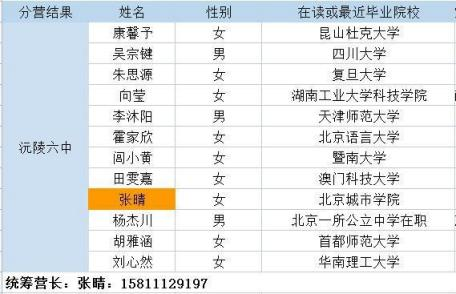 分营结果 姓名 性别 在读或最近毕业院校
康馨予 女 昆山杜克大学
吴宗键 男 四川大学
朱思源 女 复旦大学
向莹 女 湖南工业大学科技学院
李沐阳 男 天津师范大学
霍家欣 女 北京语言大学
沅陵六中 闾小黄 女 暨南大学
田雯嘉 女 澳门科技大学
张晴 女 北京城市学院
杨杰川 男 北京一所公立中学在职
胡雅涵 女 首都师范大学
刘心然 女 华南理工大学
统筹营长：张晴：15811129197